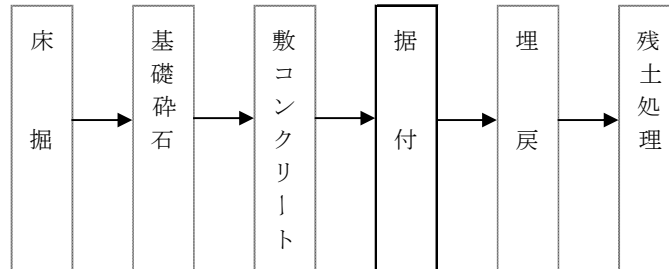 床掘
基礎砕石
敷コンクリート
据付
埋戻
残土処理